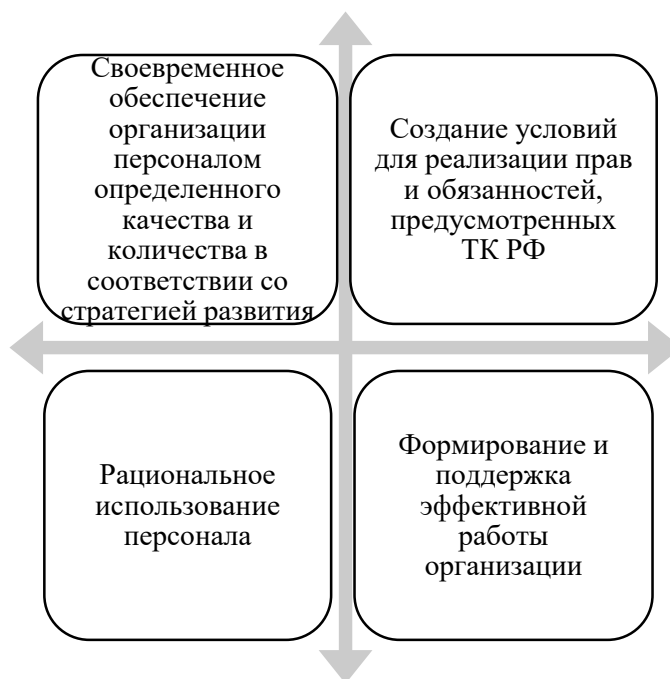 Своевременное
обеспечение
организации
персоналом
определенного
качества и
количества в
соответствии со
стратегией развития
Создание условий
для реализации прав
и обязанностей,
предусмотренных
ТК РФ
Рациональное
использование
персонала
Формирование и
поддержка
эффективной
работы
организации